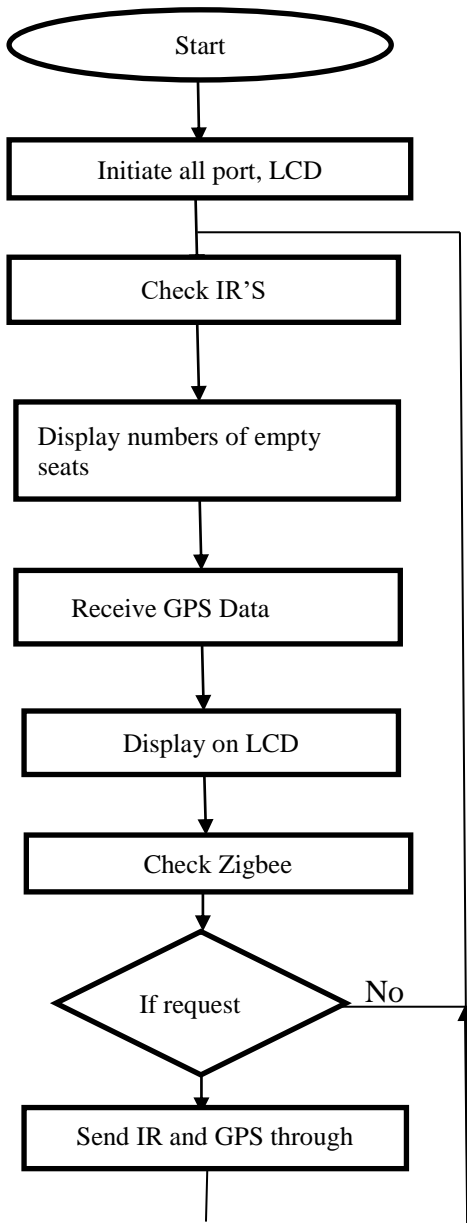 Start
Initiate all port, LCD
Check IR’S
Display numbers of empty
seats
Receive GPS Data
Display on LCD
Check Zigbee
If request
No
Send IR and GPS through